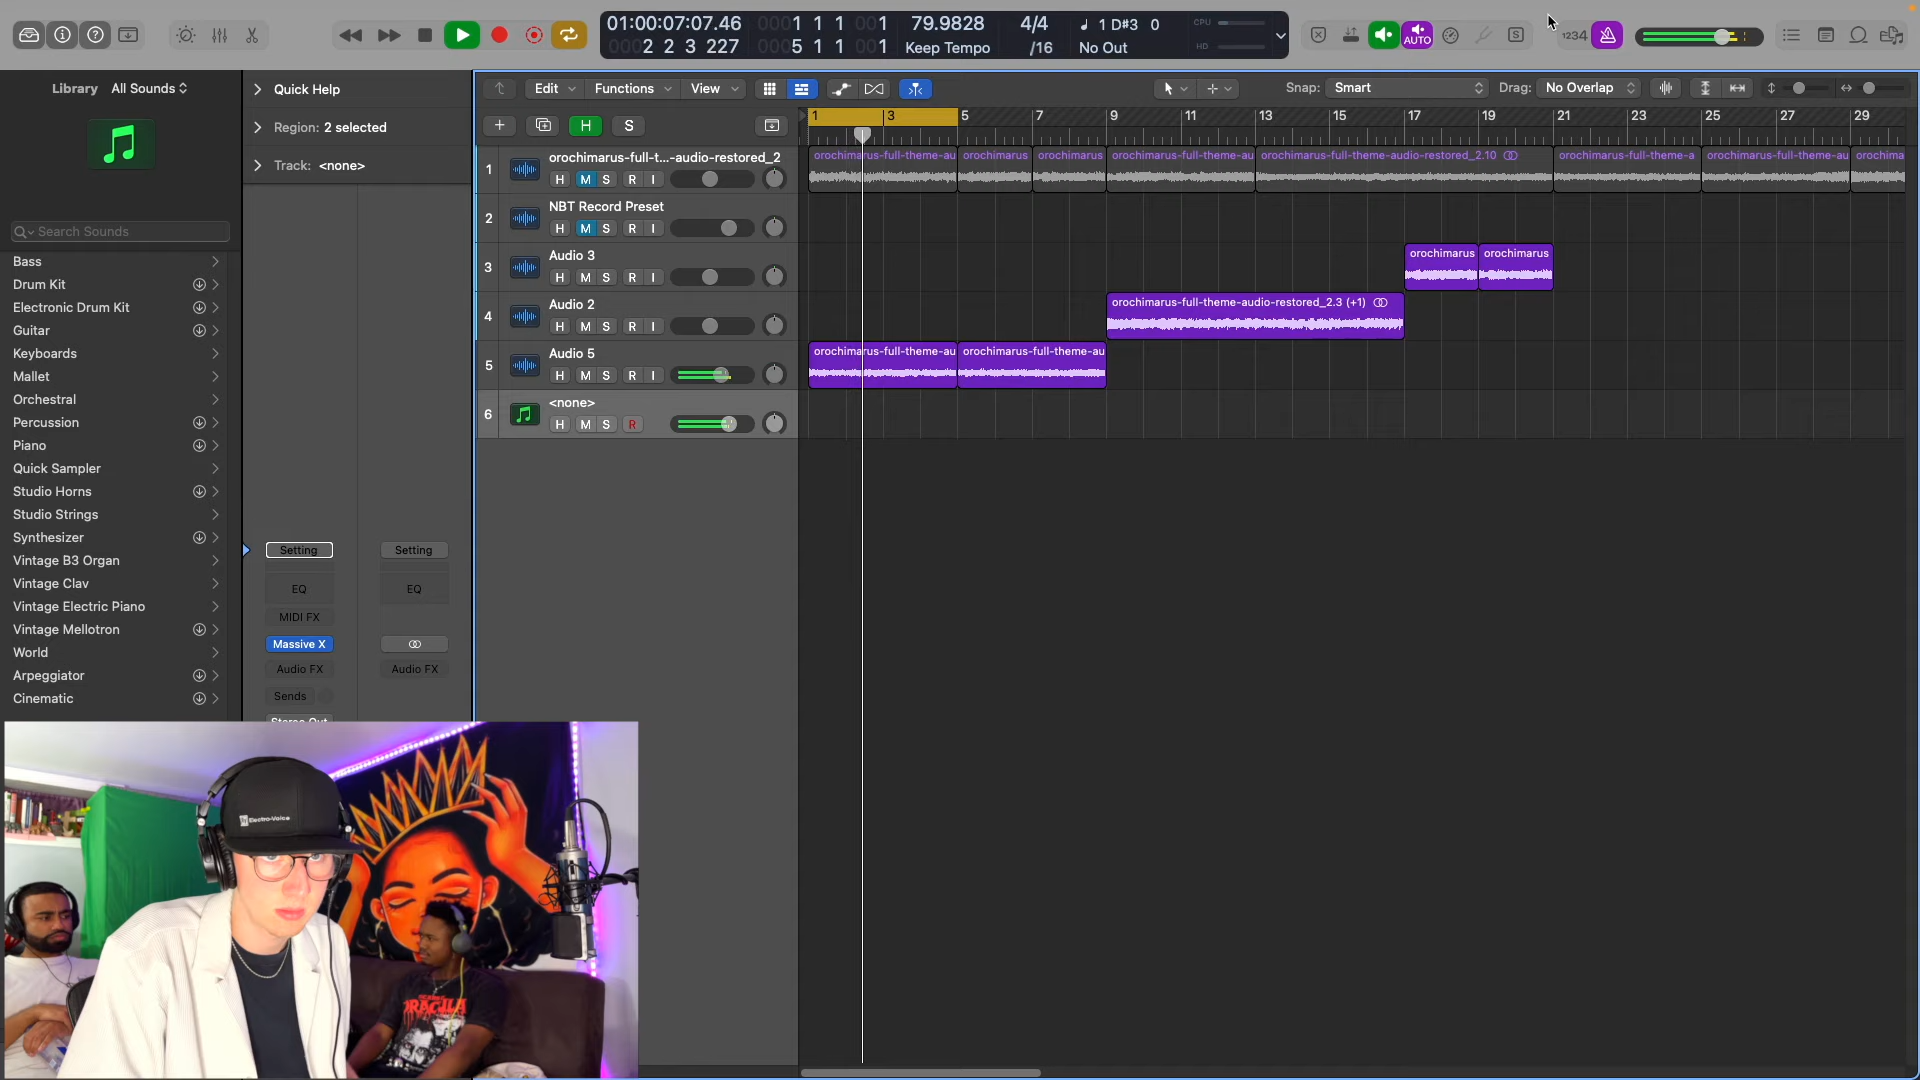 01:00:07:07.46
0001 1 1 001
79.9828
4/4
1 D#3 0
CPU
0002 2 3 227
0005 1 1 001
Keep Tempo
/16
No Out
HD
AUTO
S
1234
Library
All Sounds
Quick Help
Region: 2 selected
Track: <none>
Search Sounds
Bass
Drum Kit
Electronic Drum Kit
Guitar
Keyboards
Mallet
Orchestral
Percussion
Piano
Quick Sampler
Studio Horns
Studio Strings
Synthesizer
Vintage B3 Organ
Vintage Clav
Vintage Electric Piano
Vintage Mellotron
World
Arpeggiator
Cinematic
Setting
Setting
EQ
EQ
MIDI FX
Massive X
Audio FX
Audio FX
Sends
Stereo Out
Edit
Functions
View
Snap: Smart
Drag: No Overlap
H
S
1 3 5 7 9 11 13 15 17 19 21 23 25 27 29
1
orochimarus-full-t...-audio-restored_2
H M S R I
orochimarus-full-theme-au
orochimarus
orochimarus
orochimarus-full-theme-au
orochimarus-full-theme-audio-restored_2.10
orochimarus-full-theme-a
orochimarus-full-theme-au
orochima
2
NBT Record Preset
H M S R I
3
Audio 3
H M S R I
orochimarus
orochimarus
4
Audio 2
H M S R I
orochimarus-full-theme-audio-restored_2.3 (+1)
5
Audio 5
H M S R I
orochimarus-full-theme-au
orochimarus-full-theme-au
6
<none>
H M S R
Electro-Voice
DRACULA